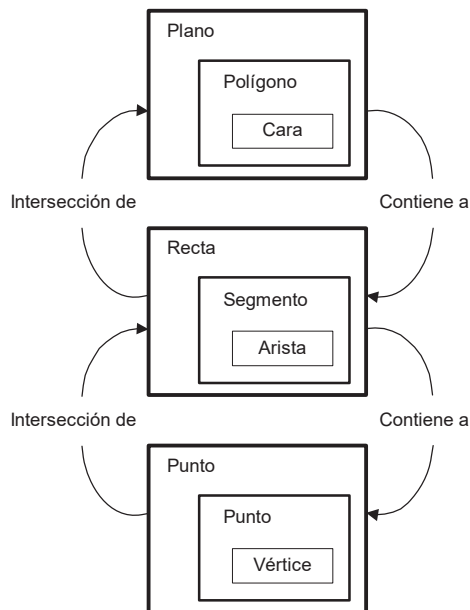 Plano
Polígono
Cara
Intersección de
Contiene a
Recta
Segmento
Arista
Intersección de
Contiene a
Punto
Punto
Vértice